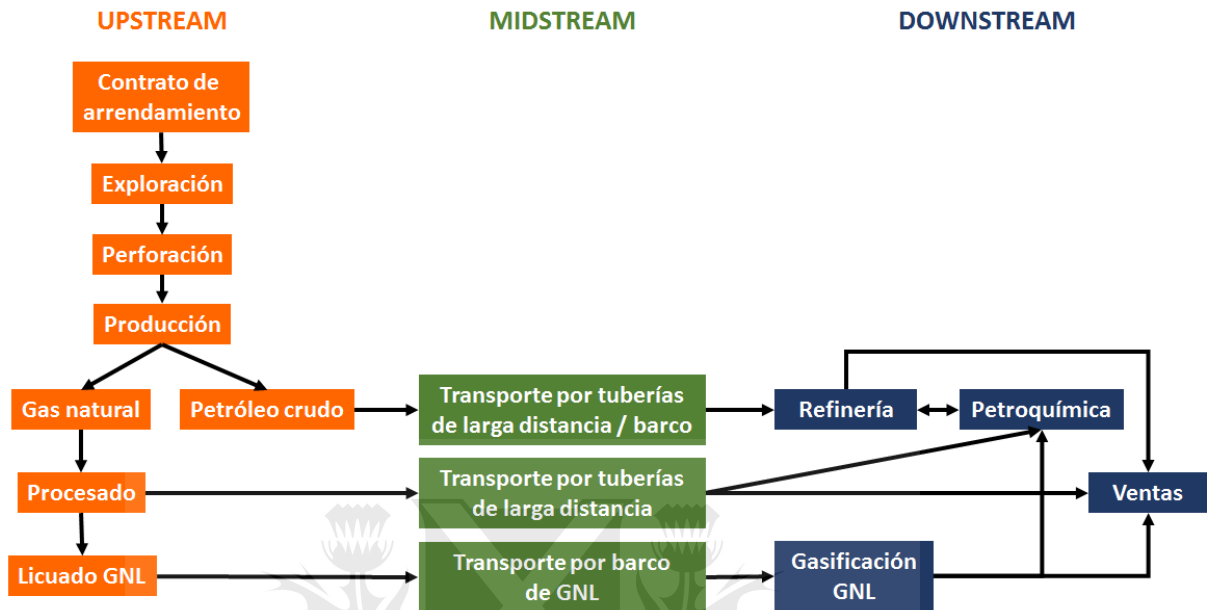 UPSTREAM
MIDSTREAM
DOWNSTREAM
Contrato de
arrendamiento
Exploración
Perforación
Producción
Gas natural
Petróleo crudo
Transporte por tuberías
de larga distancia / barco
Refinería
Petroquímica
Procesado
Transporte por tuberías
de larga distancia
Ventas
Licuado GNL
Transporte por barco
de GNL
Gasificación
GNL